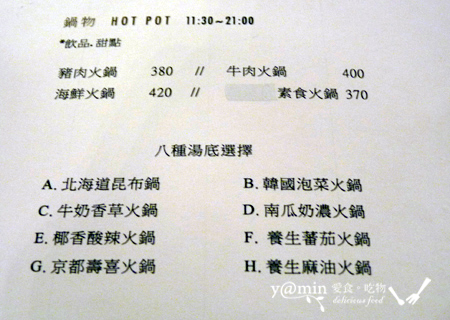 鍋物 HOT POT 11:30~21:00
*飲品.甜點
豬肉火鍋 380 // 牛肉火鍋 400
海鮮火鍋 420 // 素食火鍋 370
八種湯底選擇
A. 北海道昆布鍋 B. 韓國泡菜火鍋
C. 牛奶香草火鍋 D. 南瓜奶濃火鍋
E. 椰香酸辣火鍋 F. 養生蕃茄火鍋
G. 京都壽喜火鍋 H. 養生麻油火鍋
y@min 愛食。吃物
delicious food